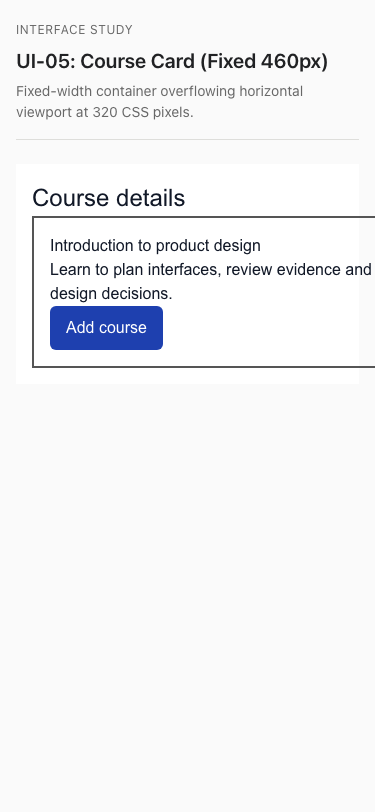 INTERFACE STUDY
UI-05: Course Card (Fixed 460px)
Fixed-width container overflowing horizontal
viewport at 320 CSS pixels.
Course details
Introduction to product design
Learn to plan interfaces, review evidence and
design decisions.
Add course